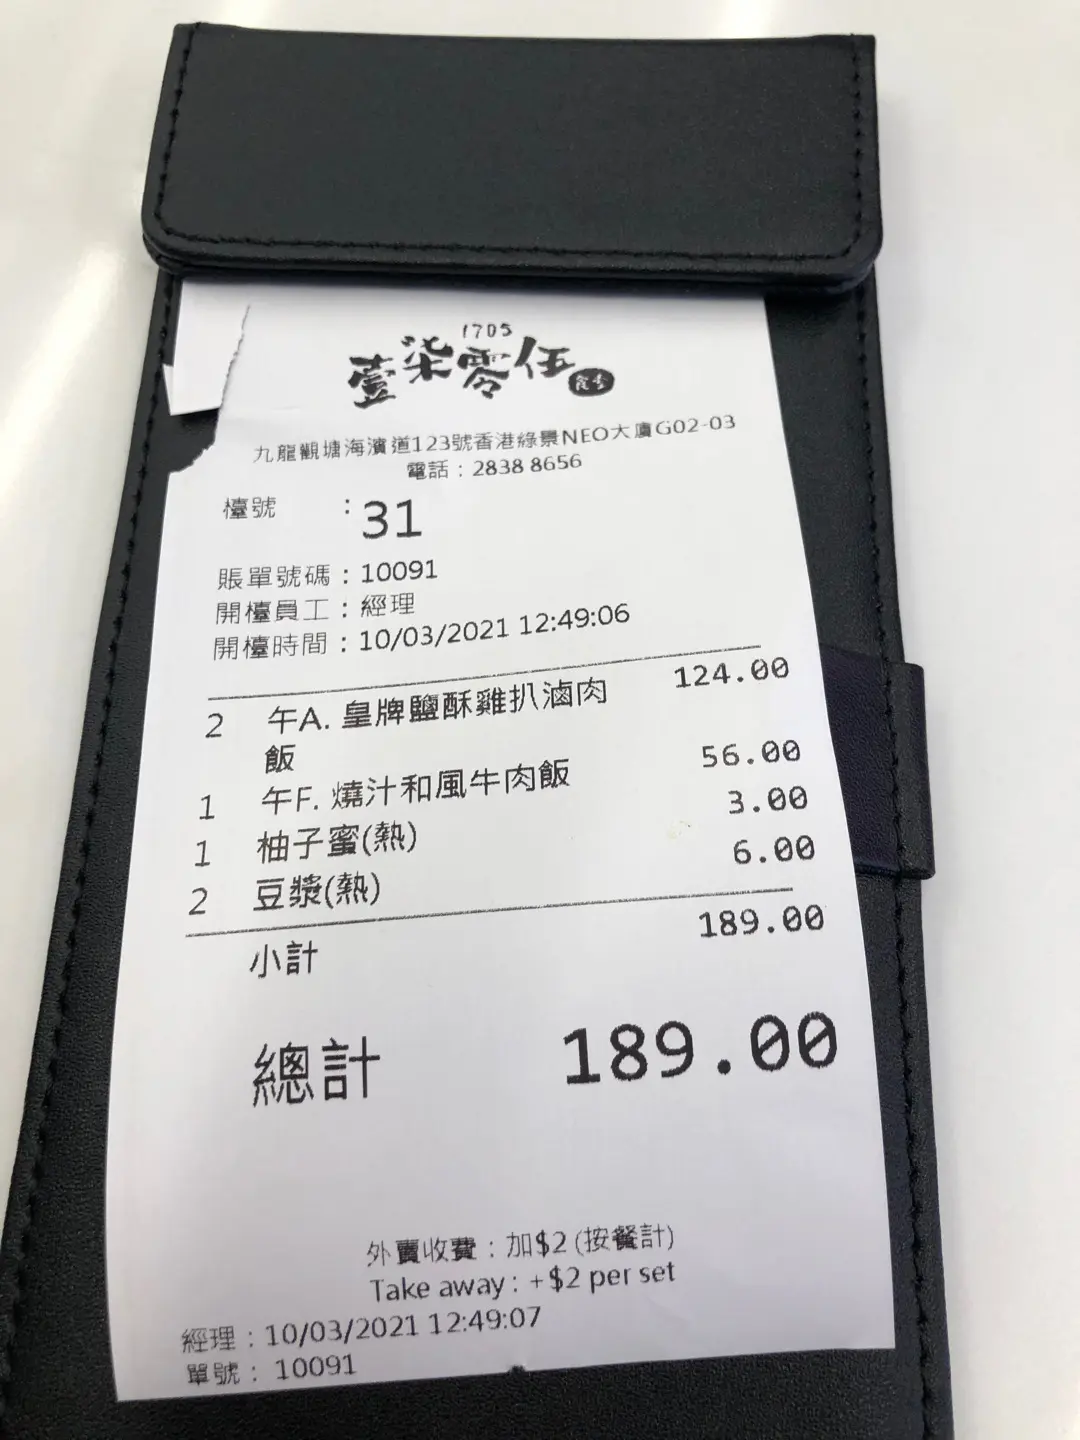 1705
壹柒零伍
九龍觀塘海濱道123號香港綠景NEO大廈G02-03
電話：2838 8656
檯號 : 31
賬單號碼：10091
開檯員工：經理
開檯時間：10/03/2021 12:49:06
2 午A. 皇牌鹽酥雞扒滷肉飯 124.00
1 午F. 燒汁和風牛肉飯 56.00
1 柚子蜜(熱) 3.00
2 豆漿(熱) 6.00
小計 189.00
總計 189.00
外賣收費：加$2 (按餐計)
Take away : +$2 per set
經理：10/03/2021 12:49:07
單號：10091